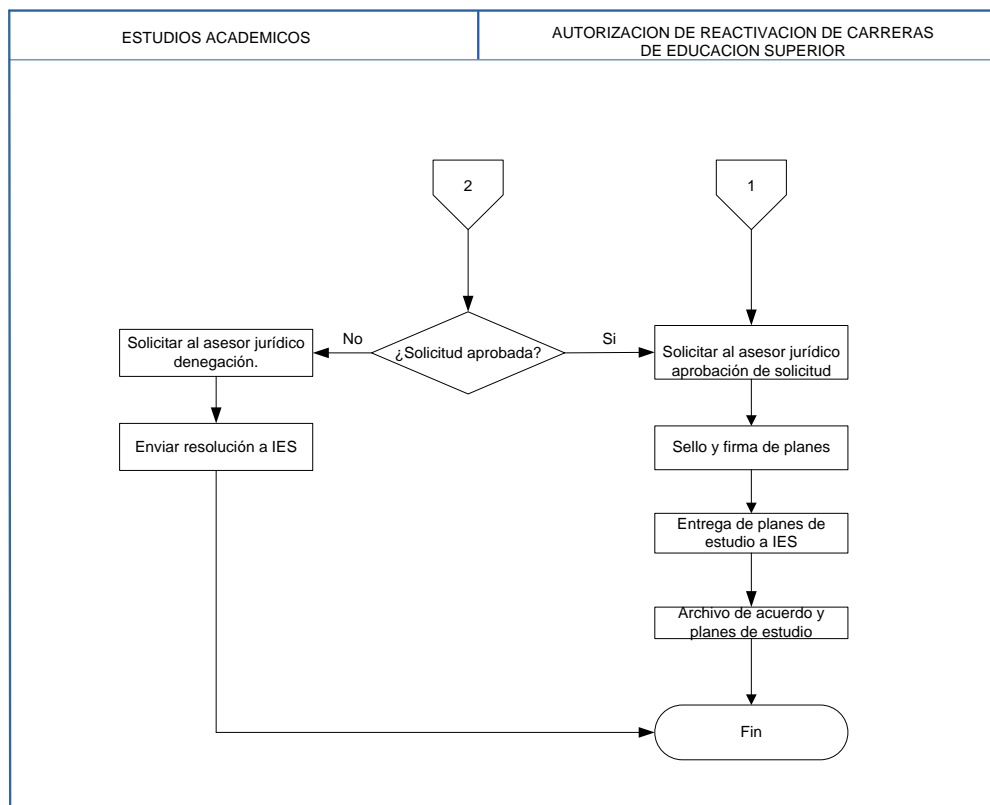 ESTUDIOS ACADEMICOS
AUTORIZACION DE REACTIVACION DE CARRERAS
DE EDUCACION SUPERIOR
2
1
No
¿Solicitud aprobada?
Si
Solicitar al asesor jurídico
denegación.
Solicitar al asesor jurídico
aprobación de solicitud
Enviar resolución a IES
Sello y firma de planes
Entrega de planes de
estudio a IES
Archivo de acuerdo y
planes de estudio
Fin